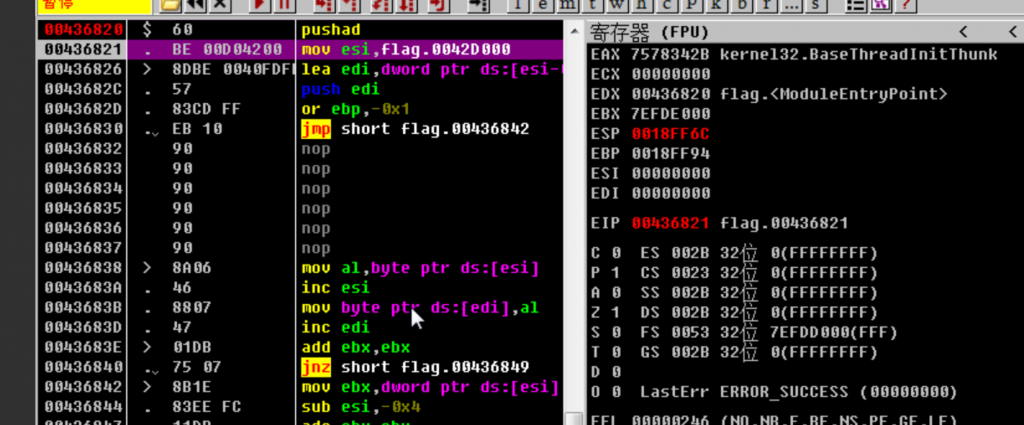 暂停
l e m t w h c p k b r ... s ?
00436820 $ 60 pushad
00436821 . BE 00D04200 mov esi,flag.0042D000
00436826 > 8DBE 0040FDF lea edi,dword ptr ds:[esi-
0043682C . 57 push edi
0043682D . 83CD FF or ebp,-0x1
00436830 . EB 10 jmp short flag.00436842
00436832 90 nop
00436833 90 nop
00436834 90 nop
00436835 90 nop
00436836 90 nop
00436837 90 nop
00436838 > 8A06 mov al,byte ptr ds:[esi]
0043683A . 46 inc esi
0043683B . 8807 mov byte ptr ds:[edi],al
0043683D . 47 inc edi
0043683E > 01DB add ebx,ebx
00436840 . 75 07 jnz short flag.00436849
00436842 > 8B1E mov ebx,dword ptr ds:[esi]
00436844 . 83EE FC sub esi,-0x4
00436847 . 11DB adc ebx,ebx
寄存器 (FPU) < <
EAX 7578342B kernel32.BaseThreadInitThunk
ECX 00000000
EDX 00436820 flag.<ModuleEntryPoint>
EBX 7EFDE000
ESP 0018FF6C
EBP 0018FF94
ESI 00000000
EDI 00000000
EIP 00436821 flag.00436821
C 0 ES 002B 32位 0(FFFFFFFF)
P 1 CS 0023 32位 0(FFFFFFFF)
A 0 SS 002B 32位 0(FFFFFFFF)
Z 1 DS 002B 32位 0(FFFFFFFF)
S 0 FS 0053 32位 7EFDD000(FFF)
T 0 GS 002B 32位 0(FFFFFFFF)
D 0
O 0 LastErr ERROR_SUCCESS (00000000)
EFL 00000246 (NO,NB,E,BE,NS,PE,GE,LE)